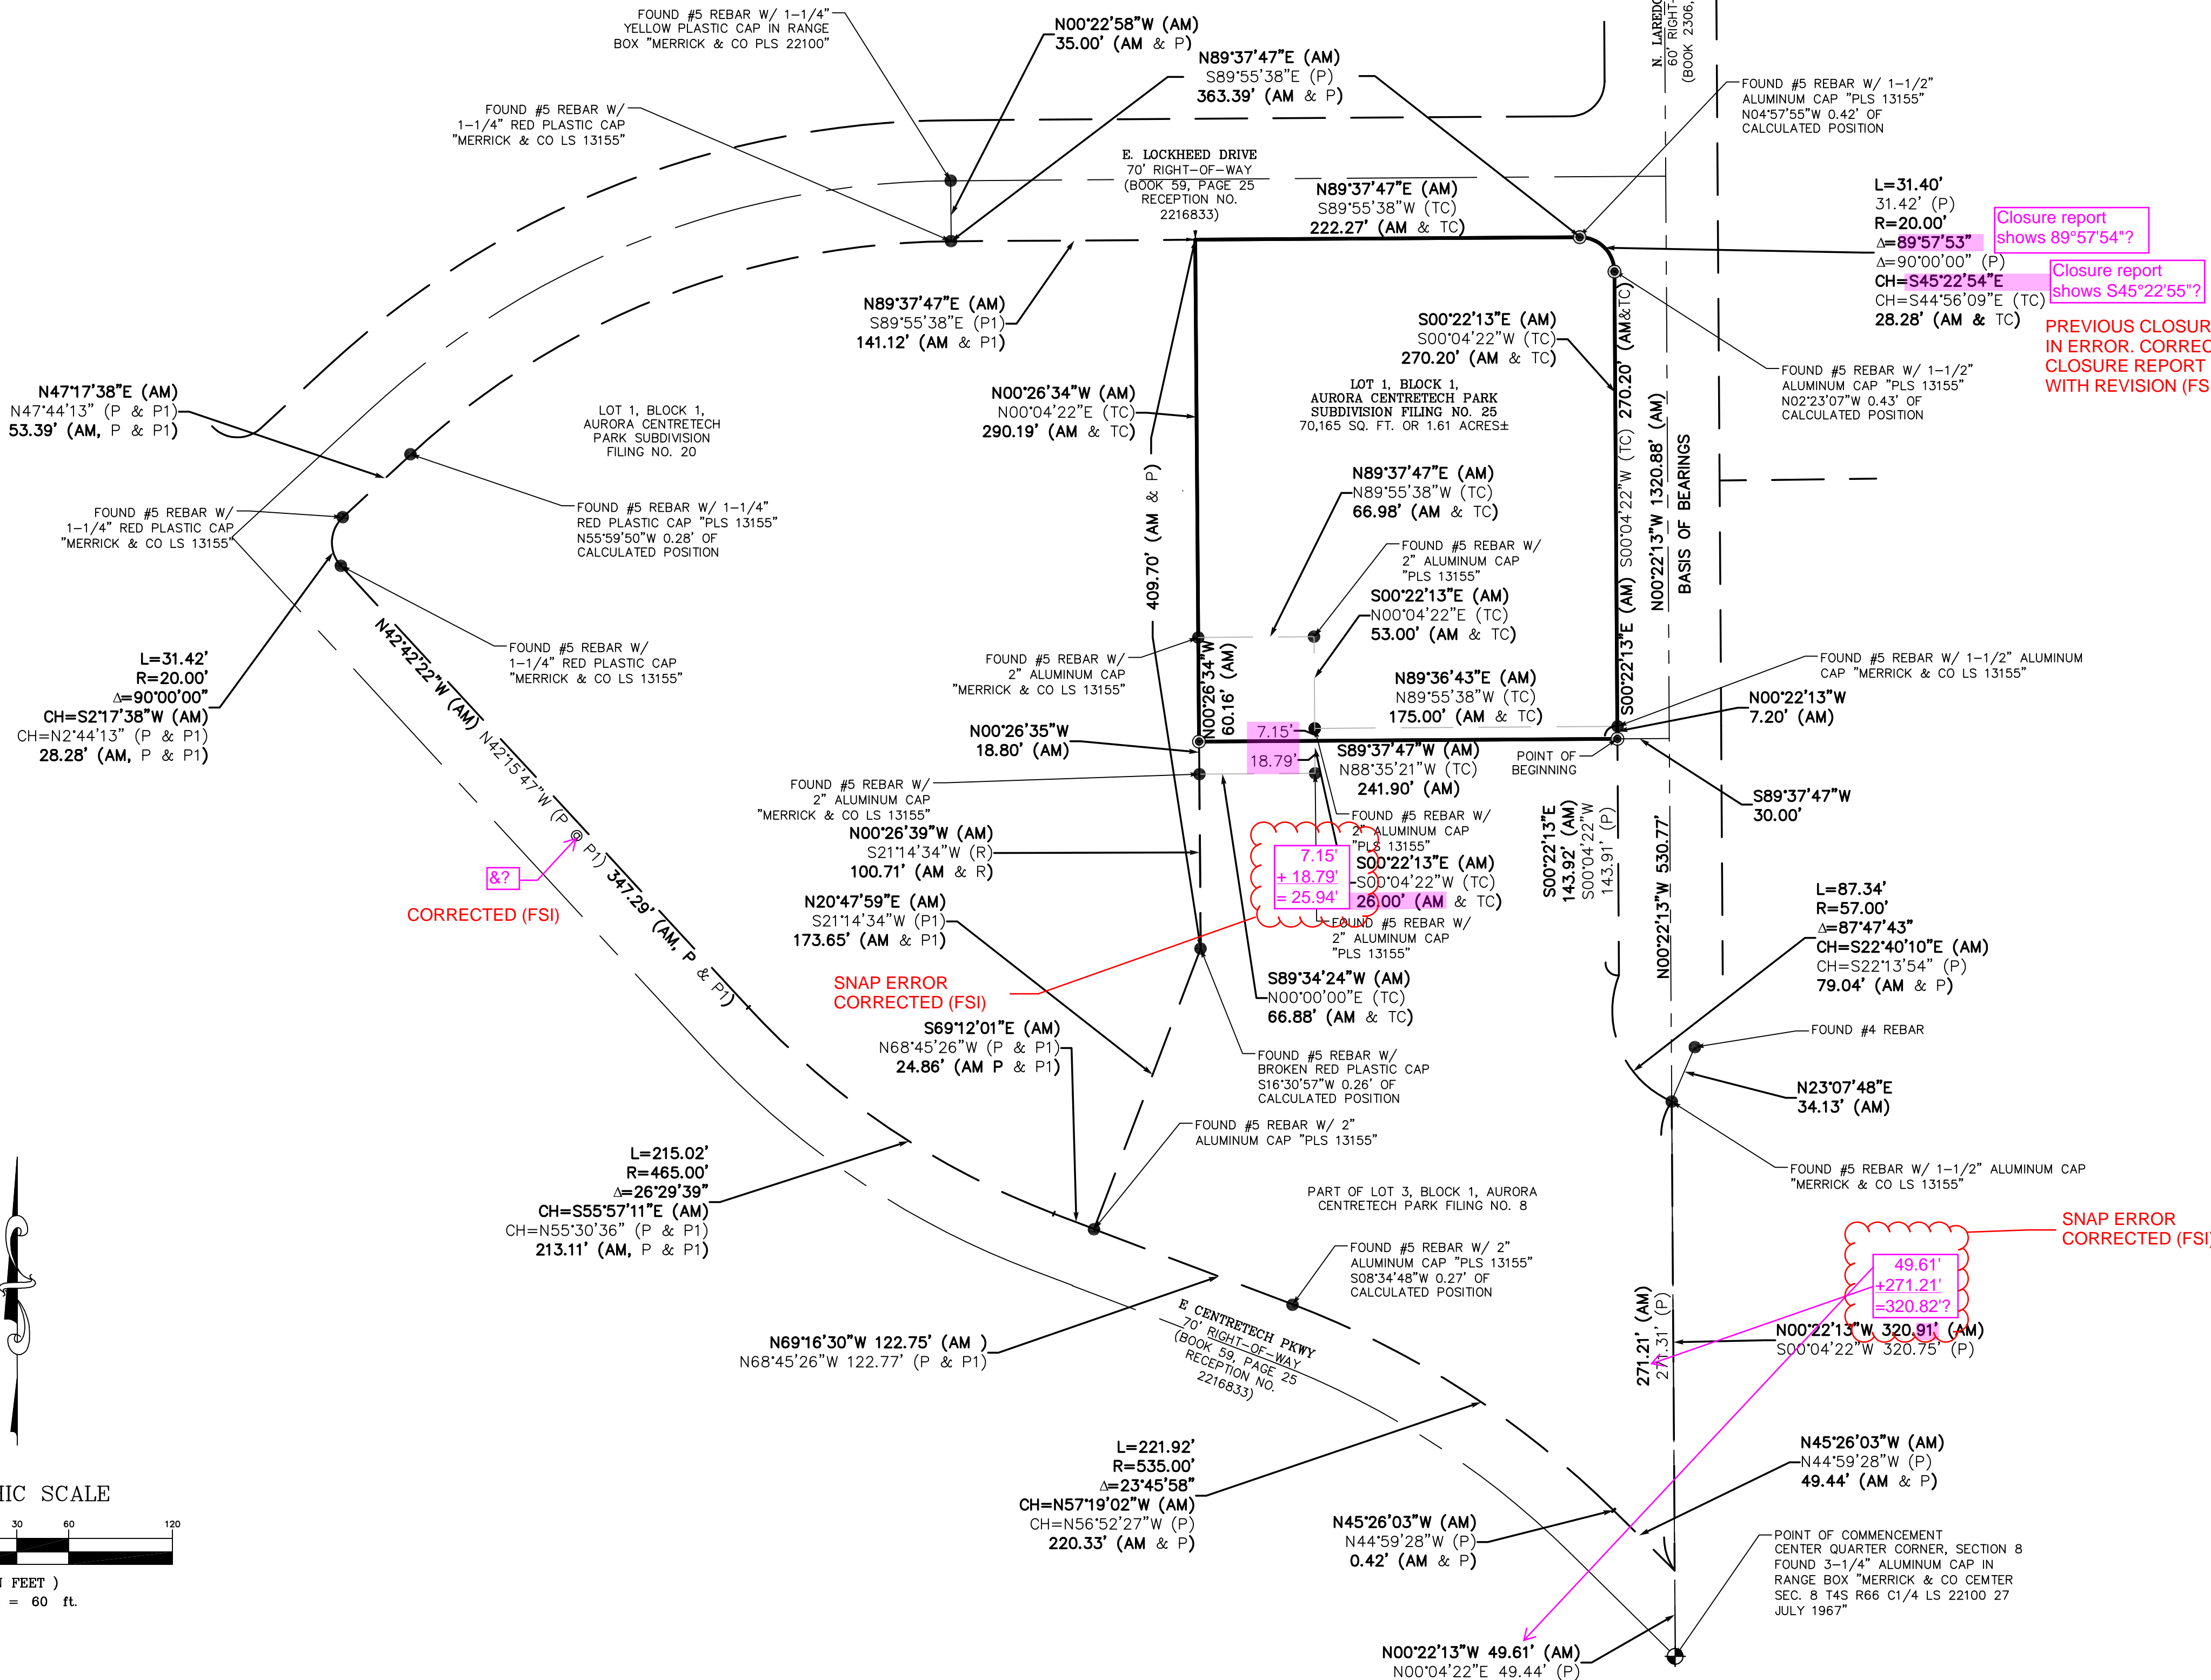 FOUND #5 REBAR W/ 1-1/4"
YELLOW PLASTIC CAP IN RANGE
BOX "MERRICK & CO PLS 22100"
N00°22'58"W (AM)
35.00' (AM & P)
N89°37'47"E (AM)
S89°55'38"E (P)
363.39' (AM & P)
60' RIGHT-
(BOOK 2306,
FOUND #5 REBAR W/ 1-1/2"
ALUMINUM CAP "PLS 13155"
N04°57'55"W 0.42' OF
CALCULATED POSITION
FOUND #5 REBAR W/
1-1/4" RED PLASTIC CAP
"MERRICK & CO LS 13155"
E. LOCKHEED DRIVE
70' RIGHT-OF-WAY
(BOOK 59, PAGE 25
RECEPTION NO.
2216833)
N89°37'47"E (AM)
S89°55'38"W (TC)
222.27' (AM & TC)
L=31.40'
31.42' (P)
R=20.00'
Δ=89°57'53"
Δ=90°00'00" (P)
CH=S45°22'54"E
CH=S44°56'09"E (TC)
28.28' (AM & TC)
Closure report
shows 89°57'54"?
Closure report
shows S45°22'55"?
PREVIOUS CLOSUR
IN ERROR. CORREC
CLOSURE REPORT
WITH REVISION (FS
N89°37'47"E (AM)
S89°55'38"E (P1)
141.12' (AM & P1)
S00°22'13"E (AM)
S00°04'22"W (TC)
270.20' (AM & TC)
FOUND #5 REBAR W/ 1-1/2"
ALUMINUM CAP "PLS 13155"
N02°23'07"W 0.43' OF
CALCULATED POSITION
N47°17'38"E (AM)
N47°44'13" (P & P1)
53.39' (AM, P & P1)
LOT 1, BLOCK 1,
AURORA CENTRETECH
PARK SUBDIVISION
FILING NO. 20
N00°26'34"W (AM)
N00°04'22"E (TC)
290.19' (AM & TC)
LOT 1, BLOCK 1,
AURORA CENTRETECH PARK
SUBDIVISION FILING NO. 25
70,165 SQ. FT. OR 1.61 ACRES±
S00°22'13"E (AM) S00°04'22"W (TC) 270.20' (AM&TC)
N00°22'13"W 1320.88' (AM)
BASIS OF BEARINGS
409.70' (AM & P)
N89°37'47"E (AM)
N89°55'38"W (TC)
66.98' (AM & TC)
FOUND #5 REBAR W/
1-1/4" RED PLASTIC CAP
"MERRICK & CO LS 13155"
FOUND #5 REBAR W/ 1-1/4"
RED PLASTIC CAP "PLS 13155"
N55°59'50"W 0.28' OF
CALCULATED POSITION
FOUND #5 REBAR W/
2" ALUMINUM CAP
"PLS 13155"
S00°22'13"E (AM)
N00°04'22"E (TC)
53.00' (AM & TC)
L=31.42'
R=20.00'
Δ=90°00'00"
CH=S2°17'38"W (AM)
CH=N2°44'13" (P & P1)
28.28' (AM, P & P1)
FOUND #5 REBAR W/
1-1/4" RED PLASTIC CAP
"MERRICK & CO LS 13155"
N42°42'22"W (AM) N42°15'47"W (P P1) 347.29' (AM, P & P1)
FOUND #5 REBAR W/
2" ALUMINUM CAP
"MERRICK & CO LS 13155"
N00°26'34"W
60.16' (AM)
N89°36'43"E (AM)
N89°55'38"W (TC)
175.00' (AM & TC)
FOUND #5 REBAR W/ 1-1/2" ALUMINUM
CAP "MERRICK & CO LS 13155"
N00°22'13"W
7.20' (AM)
N00°26'35"W
18.80' (AM)
7.15'
18.79'
S89°37'47"W (AM)
N88°35'21"W (TC)
241.90' (AM)
POINT OF
BEGINNING
S89°37'47"W
30.00'
FOUND #5 REBAR W/
2" ALUMINUM CAP
"MERRICK & CO LS 13155"
FOUND #5 REBAR W/
2" ALUMINUM CAP
"PLS 13155"
N00°26'39"W (AM)
S21°14'34"W (R)
100.71' (AM & R)
7.15'
+ 18.79'
= 25.94'
S00°22'13"E (AM)
S00°04'22"W (TC)
26.00' (AM & TC)
FOUND #5 REBAR W/
2" ALUMINUM CAP
"PLS 13155"
S00°22'13"E
143.92' (AM)
S00°04'22"W
143.91' (P)
N00°22'13"W 530.77'
&?
CORRECTED (FSI)
N20°47'59"E (AM)
S21°14'34"W (P1)
173.65' (AM & P1)
SNAP ERROR
CORRECTED (FSI)
S89°34'24"W (AM)
N00°00'00"E (TC)
66.88' (AM & TC)
L=87.34'
R=57.00'
Δ=87°47'43"
CH=S22°40'10"E (AM)
CH=S22°13'54" (P)
79.04' (AM & P)
S69°12'01"E (AM)
N68°45'26"W (P & P1)
24.86' (AM P & P1)
FOUND #5 REBAR W/
BROKEN RED PLASTIC CAP
S16°30'57"W 0.26' OF
CALCULATED POSITION
FOUND #4 REBAR
N23°07'48"E
34.13' (AM)
FOUND #5 REBAR W/ 2"
ALUMINUM CAP "PLS 13155"
L=215.02'
R=465.00'
Δ=26°29'39"
CH=S55°57'11"E (AM)
CH=N55°30'36" (P & P1)
213.11' (AM, P & P1)
PART OF LOT 3, BLOCK 1, AURORA
CENTRETECH PARK FILING NO. 8
FOUND #5 REBAR W/ 1-1/2" ALUMINUM CAP
"MERRICK & CO LS 13155"
SNAP ERROR
CORRECTED (FSI)
FOUND #5 REBAR W/ 2"
ALUMINUM CAP "PLS 13155"
S08°34'48"W 0.27' OF
CALCULATED POSITION
49.61'
+271.21'
=320.82'?
N69°16'30"W 122.75' (AM )
N68°45'26"W 122.77' (P & P1)
E. CENTRETECH PKWY
70' RIGHT-OF-WAY
(BOOK 59, PAGE 25
RECEPTION NO.
2216833)
271.21' (AM)
271.31' (P)
N00°22'13"W 320.91' (AM)
S00°04'22"W 320.75' (P)
L=221.92'
R=535.00'
Δ=23°45'58"
CH=N57°19'02"W (AM)
CH=N56°52'27"W (P)
220.33' (AM & P)
N45°26'03"W (AM)
N44°59'28"W (P)
49.44' (AM & P)
N45°26'03"W (AM)
N44°59'28"W (P)
0.42' (AM & P)
POINT OF COMMENCEMENT
CENTER QUARTER CORNER, SECTION 8
FOUND 3-1/4" ALUMINUM CAP IN
RANGE BOX "MERRICK & CO CEMTER
SEC. 8 T4S R66 C1/4 LS 22100 27
JULY 1967"
N00°22'13"W 49.61' (AM)
N00°04'22"E 49.44' (P)
HIC SCALE
30 60 120
FEET )
= 60 ft.